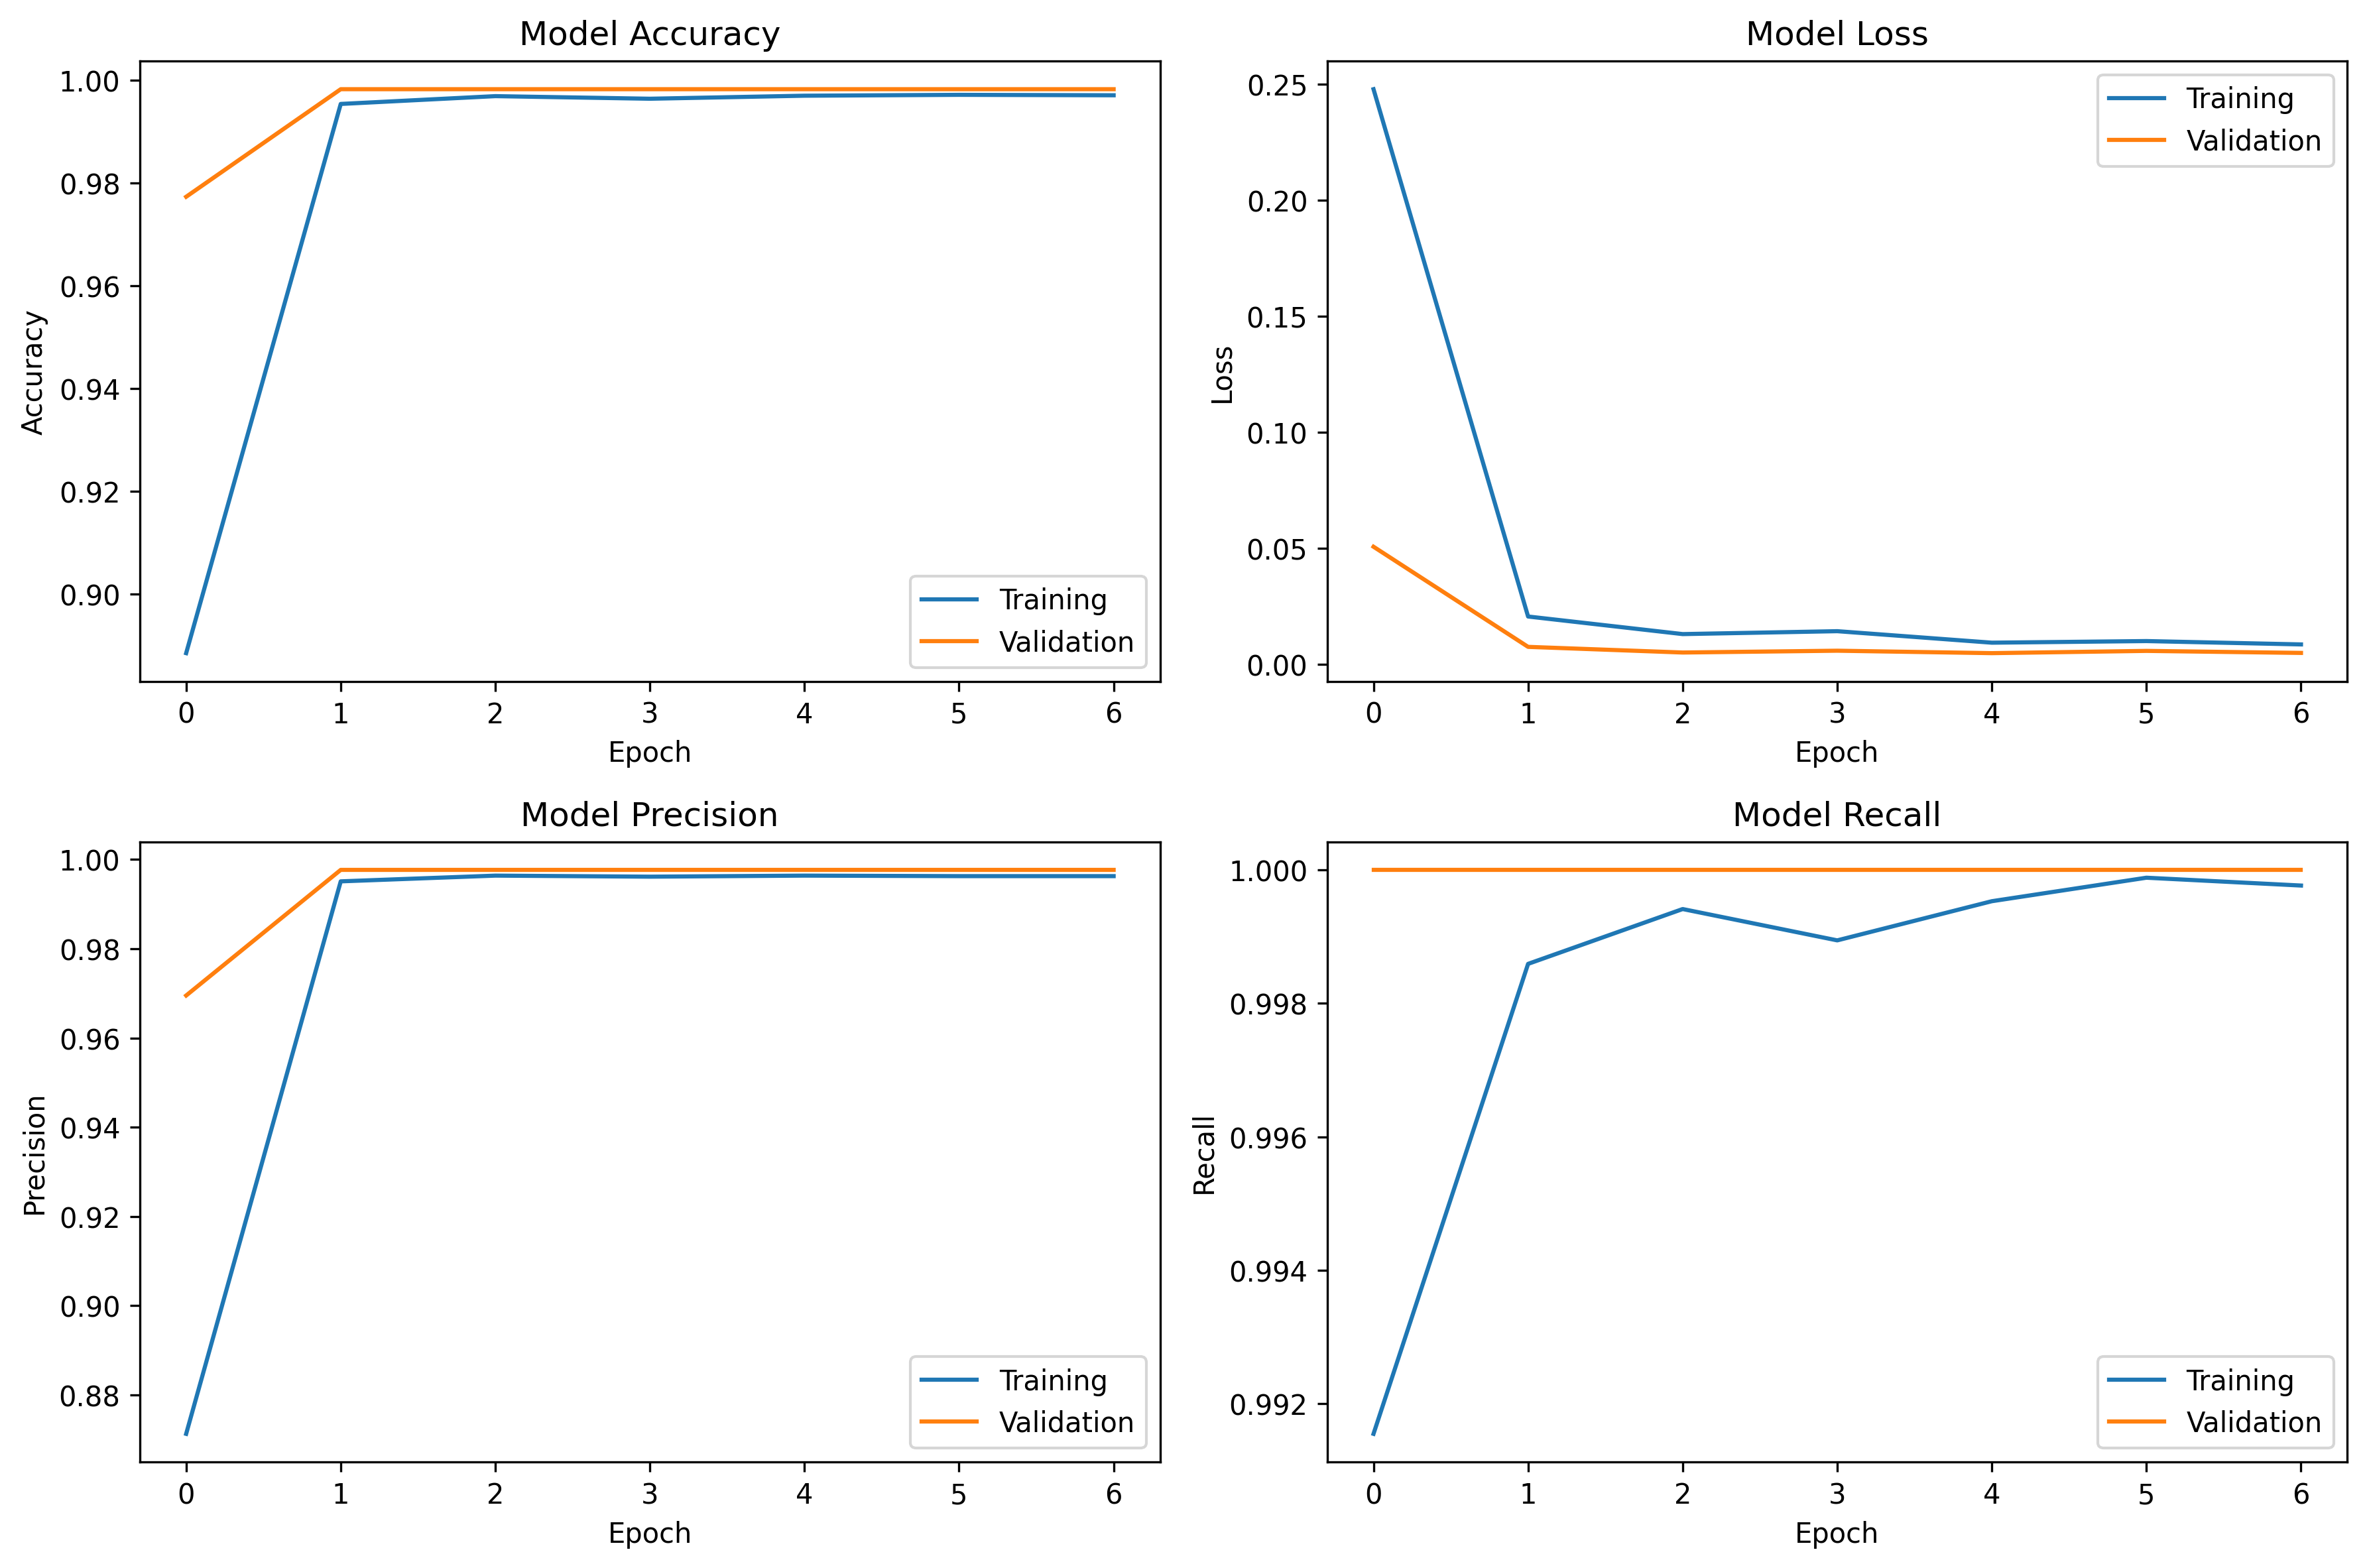 Model Accuracy
1.00
0.98
0.96
0.94
0.92
0.90
Accuracy
0 1 2 3 4 5 6
Epoch
Training
Validation
Model Loss
0.25
0.20
0.15
0.10
0.05
0.00
Loss
0 1 2 3 4 5 6
Epoch
Training
Validation
Model Precision
1.00
0.98
0.96
0.94
0.92
0.90
0.88
Precision
0 1 2 3 4 5 6
Epoch
Training
Validation
Model Recall
1.000
0.998
0.996
0.994
0.992
Recall
0 1 2 3 4 5 6
Epoch
Training
Validation